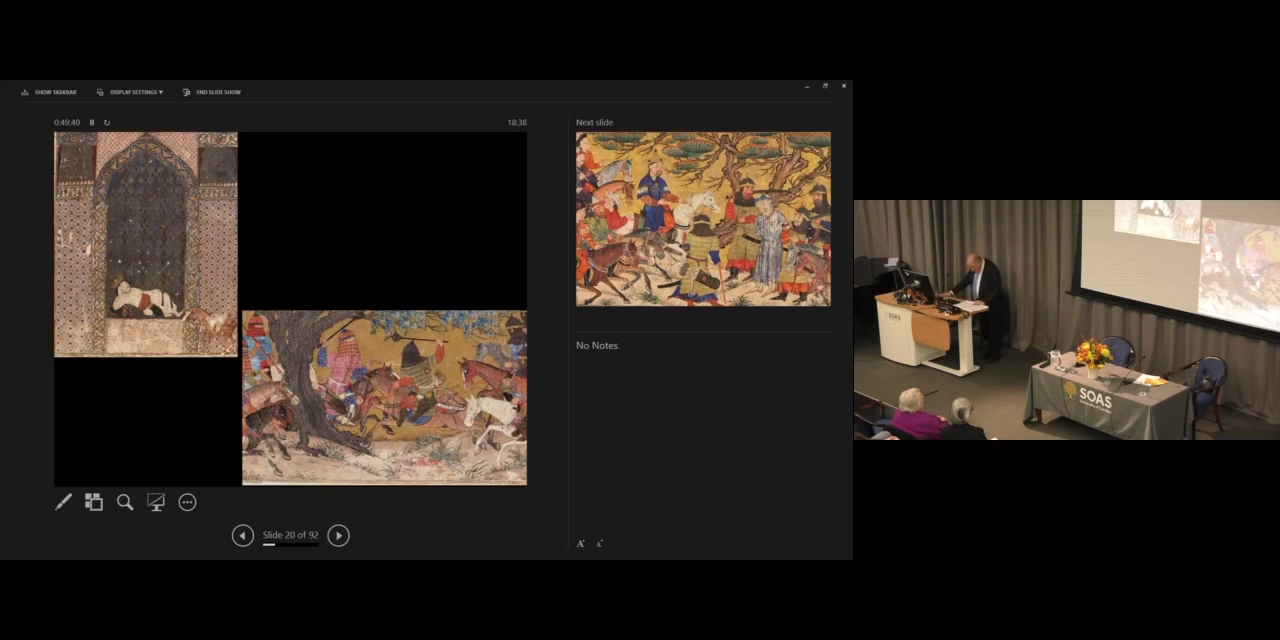 SHOW TASKBAR
DISPLAY SETTINGS ▼
END SLIDE SHOW
0:49:40
18:38
Next slide
No Notes.
Slide 20 of 92
A
A
SOAS
SOAS